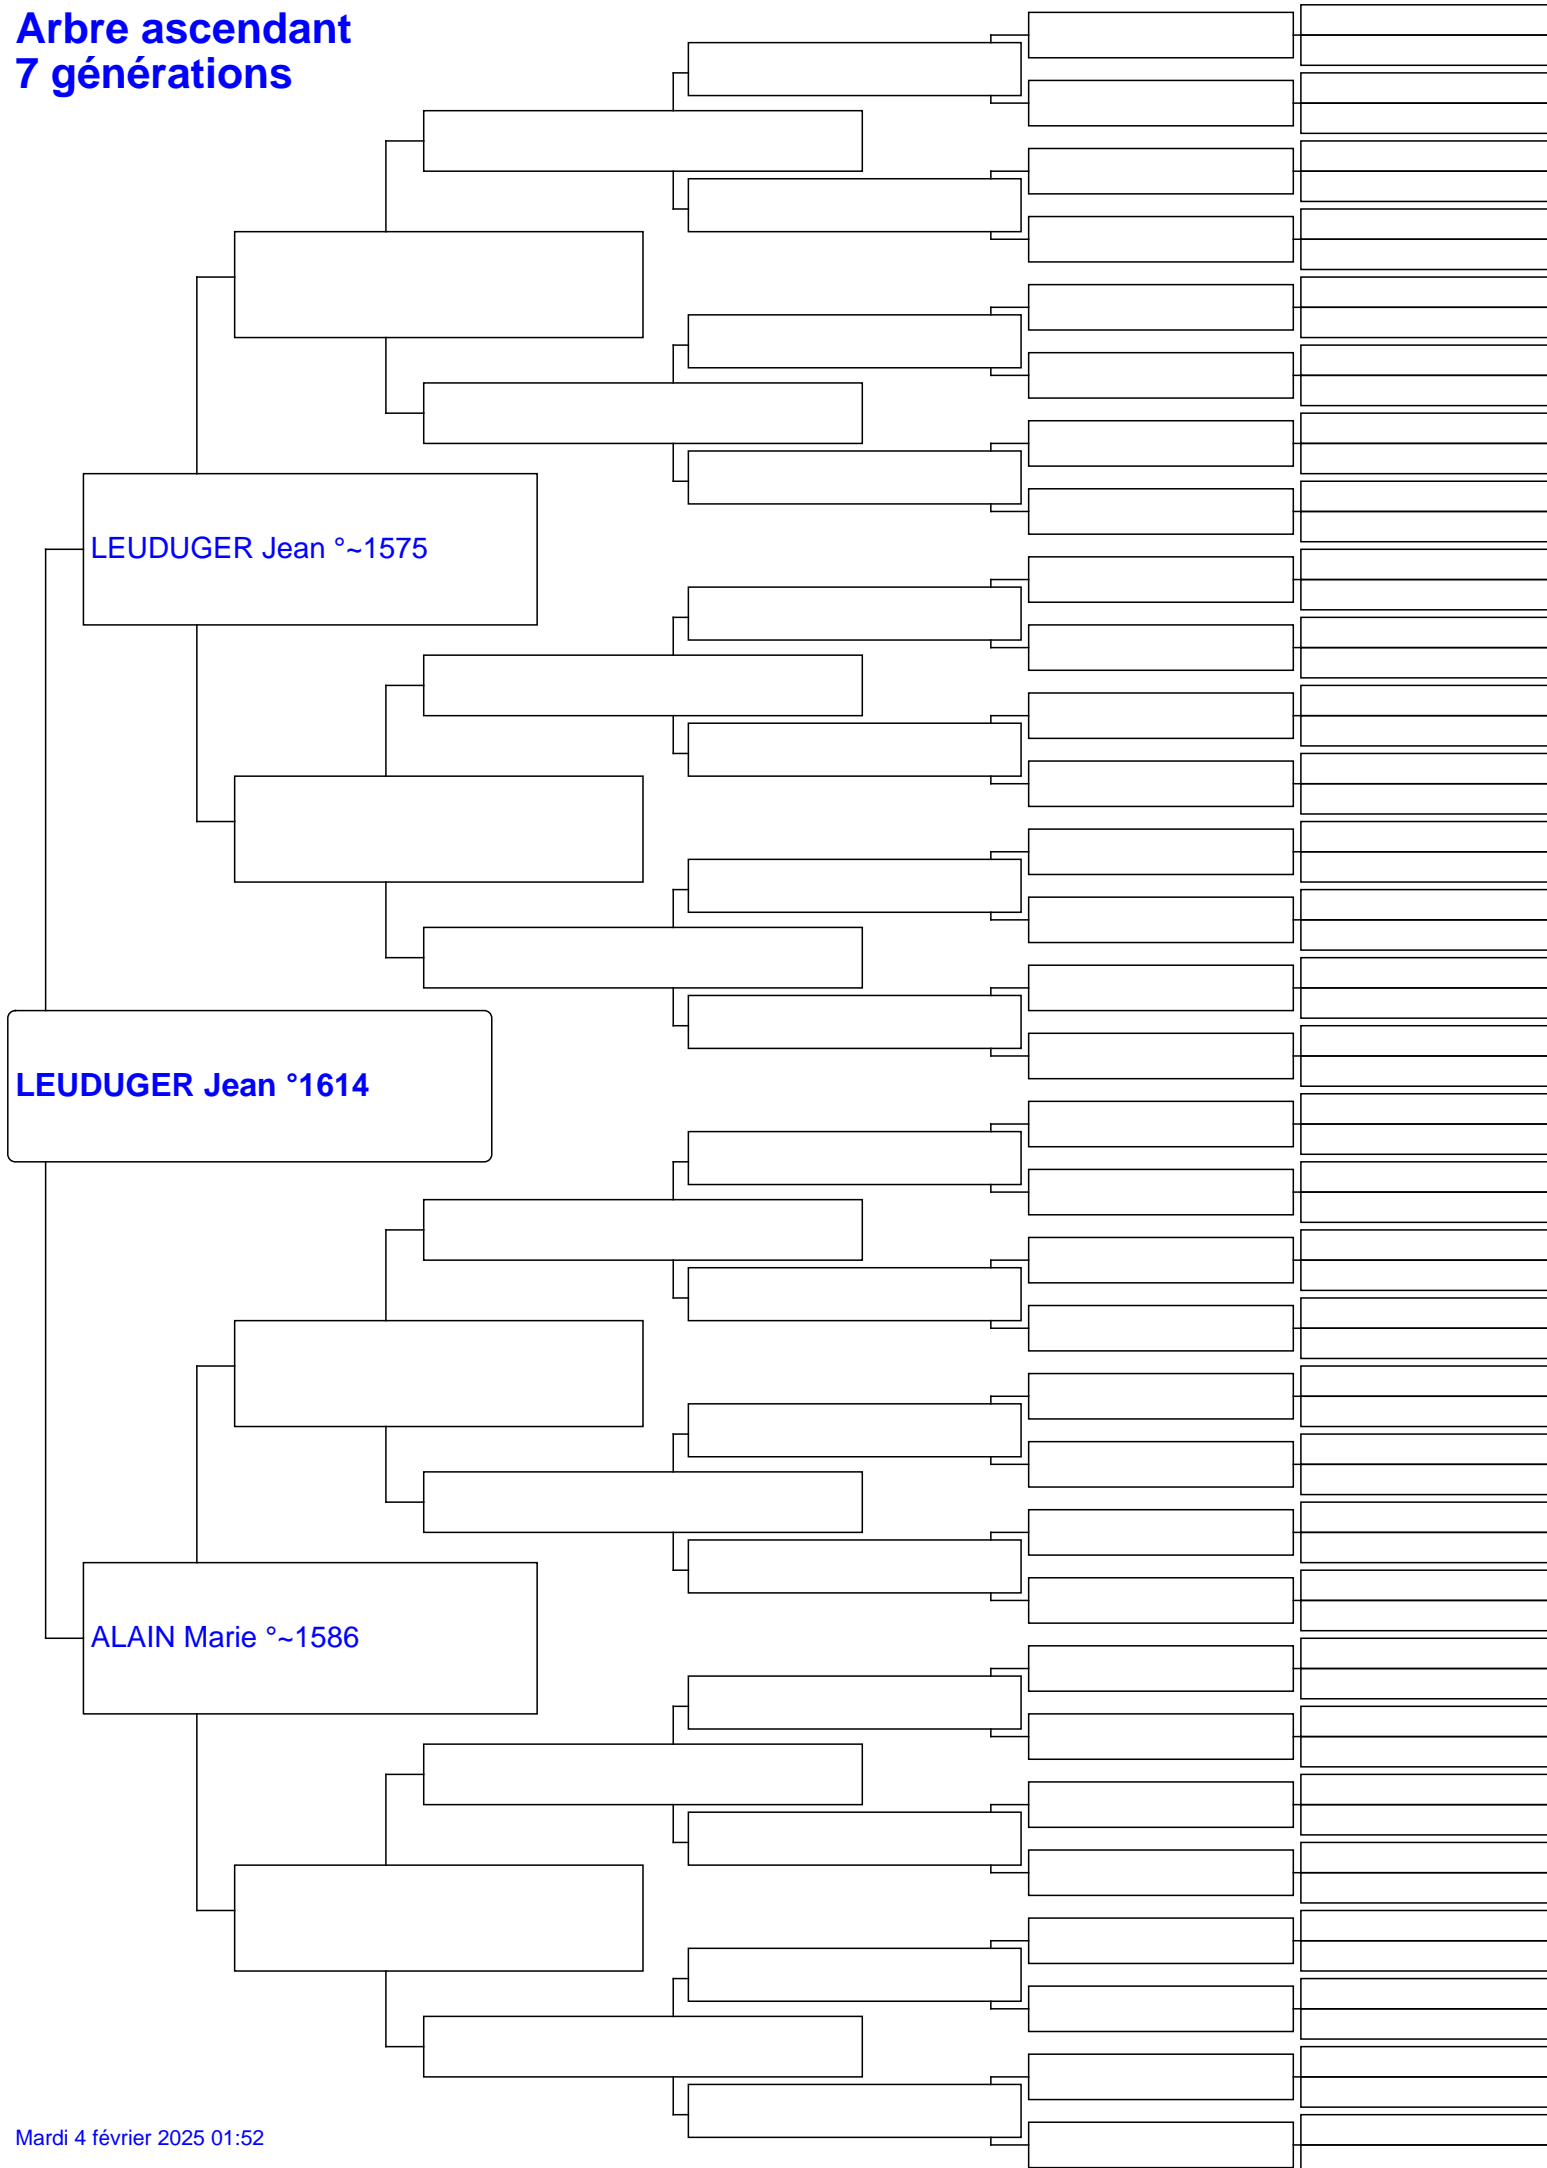 Arbre ascendant
7 générations
LEUDUGER Jean °~1575
LEUDUGER Jean °1614
ALAIN Marie °~1586
Mardi 4 février 2025 01:52